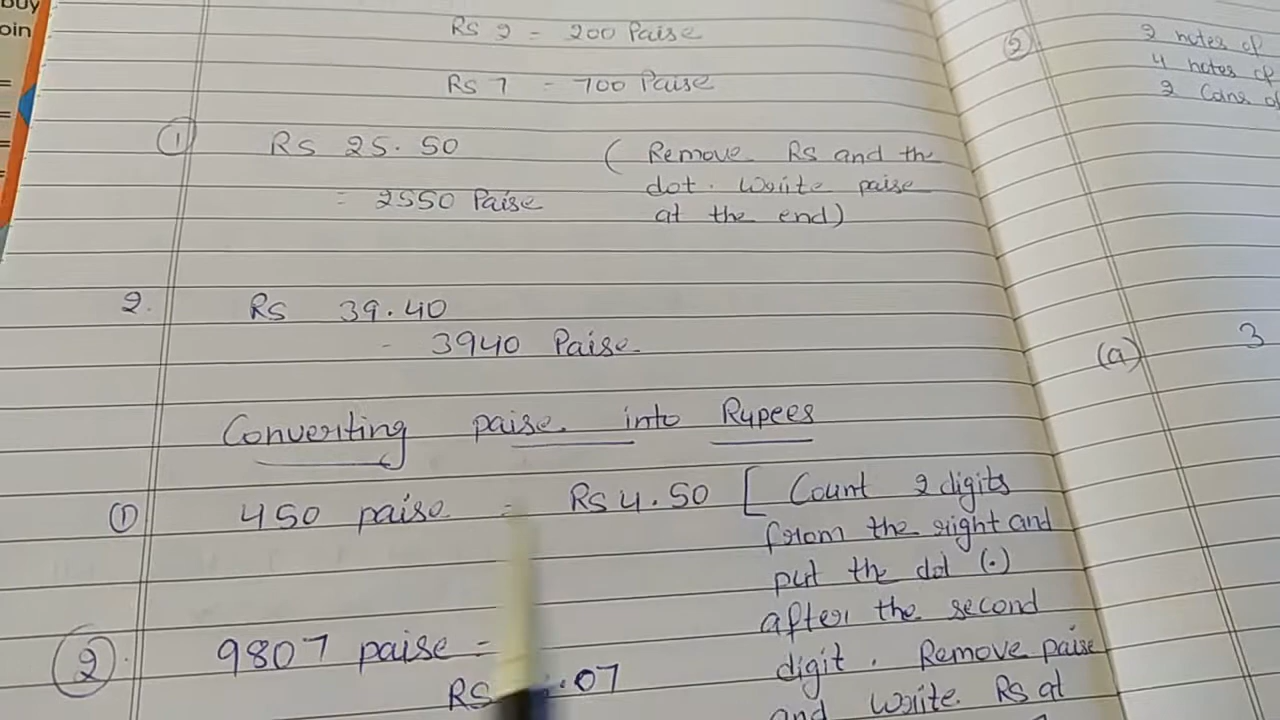 buy
oin
Rs 2 = 200 Paise
Rs 7 = 700 Paise
① Rs 25.50 ( Remove Rs and the
= 2550 Paise dot. Write paise
at the end)
2. Rs 39.40
- 3940 Paise
Converting paise into Rupees
① 450 paise = Rs 4.50 [ Count 2 digits
from the right and
put the dot (.)
after the second
② 9807 paise = digit. Remove paise
Rs .07 and Write Rs at
② 2 notes of
4 notes of
2 Coins of
(a) 3